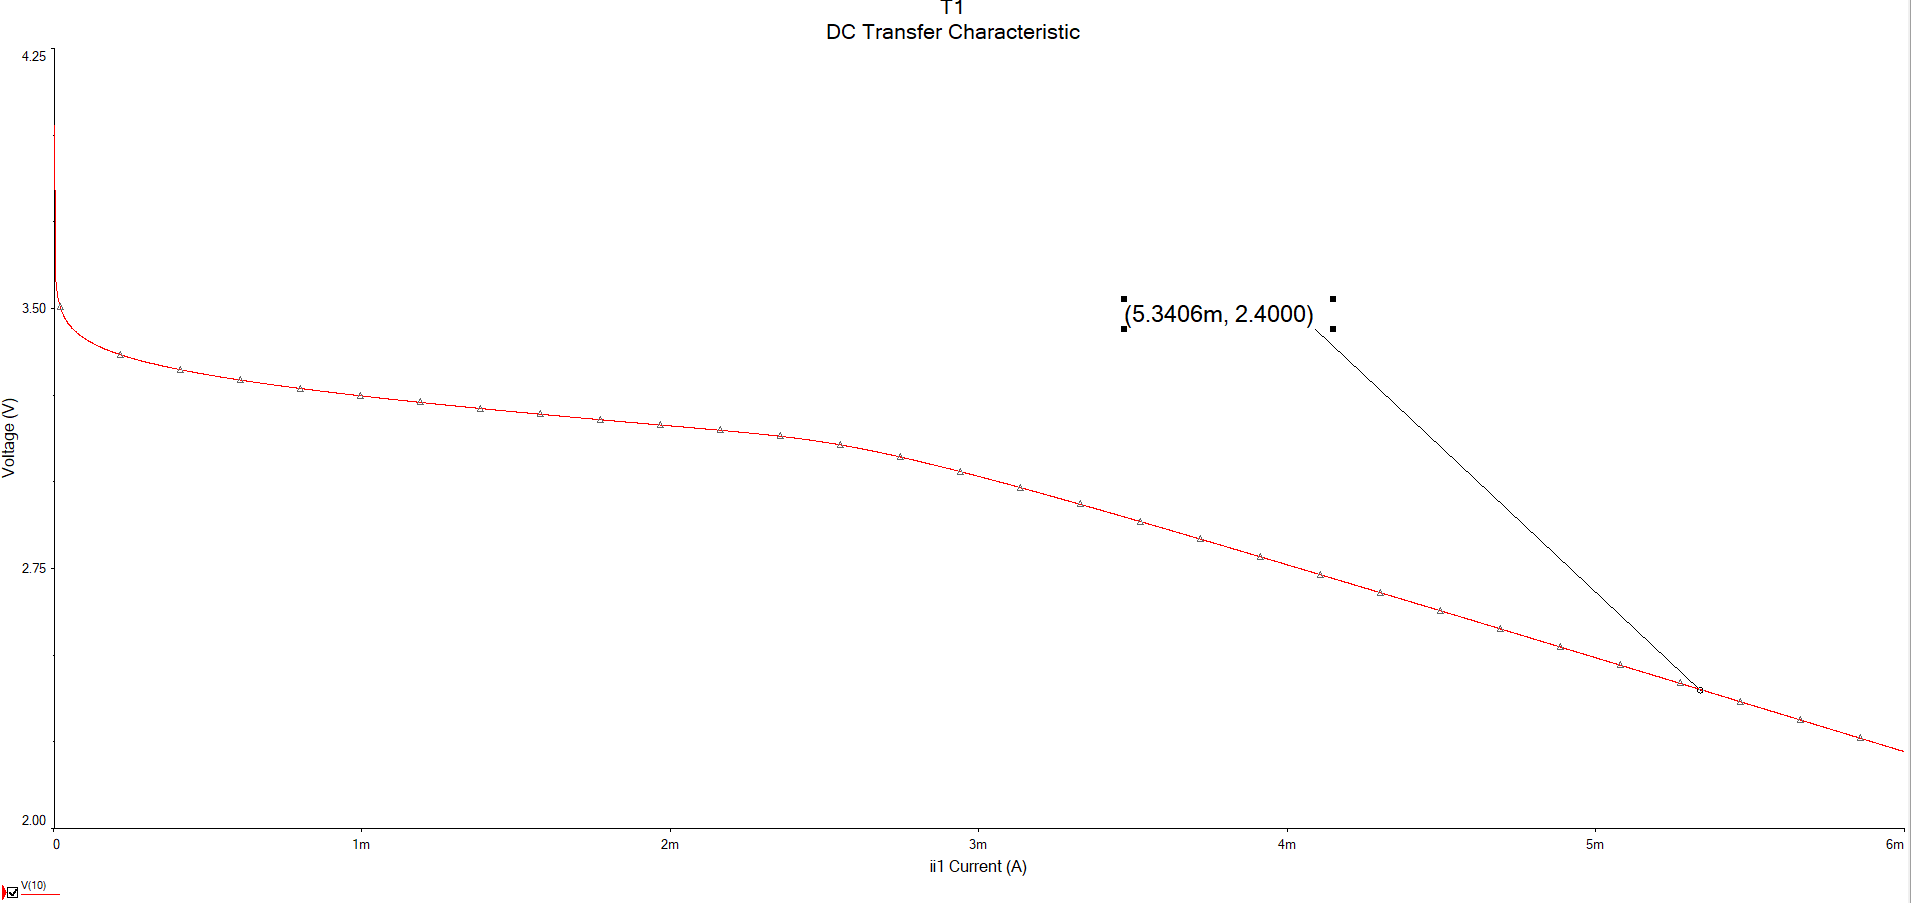 T1
DC Transfer Characteristic
4.25
3.50
2.75
2.00
Voltage (V)
(5.3406m, 2.4000)
0
1m
2m
3m
4m
5m
6m
ii1 Current (A)
V(10)